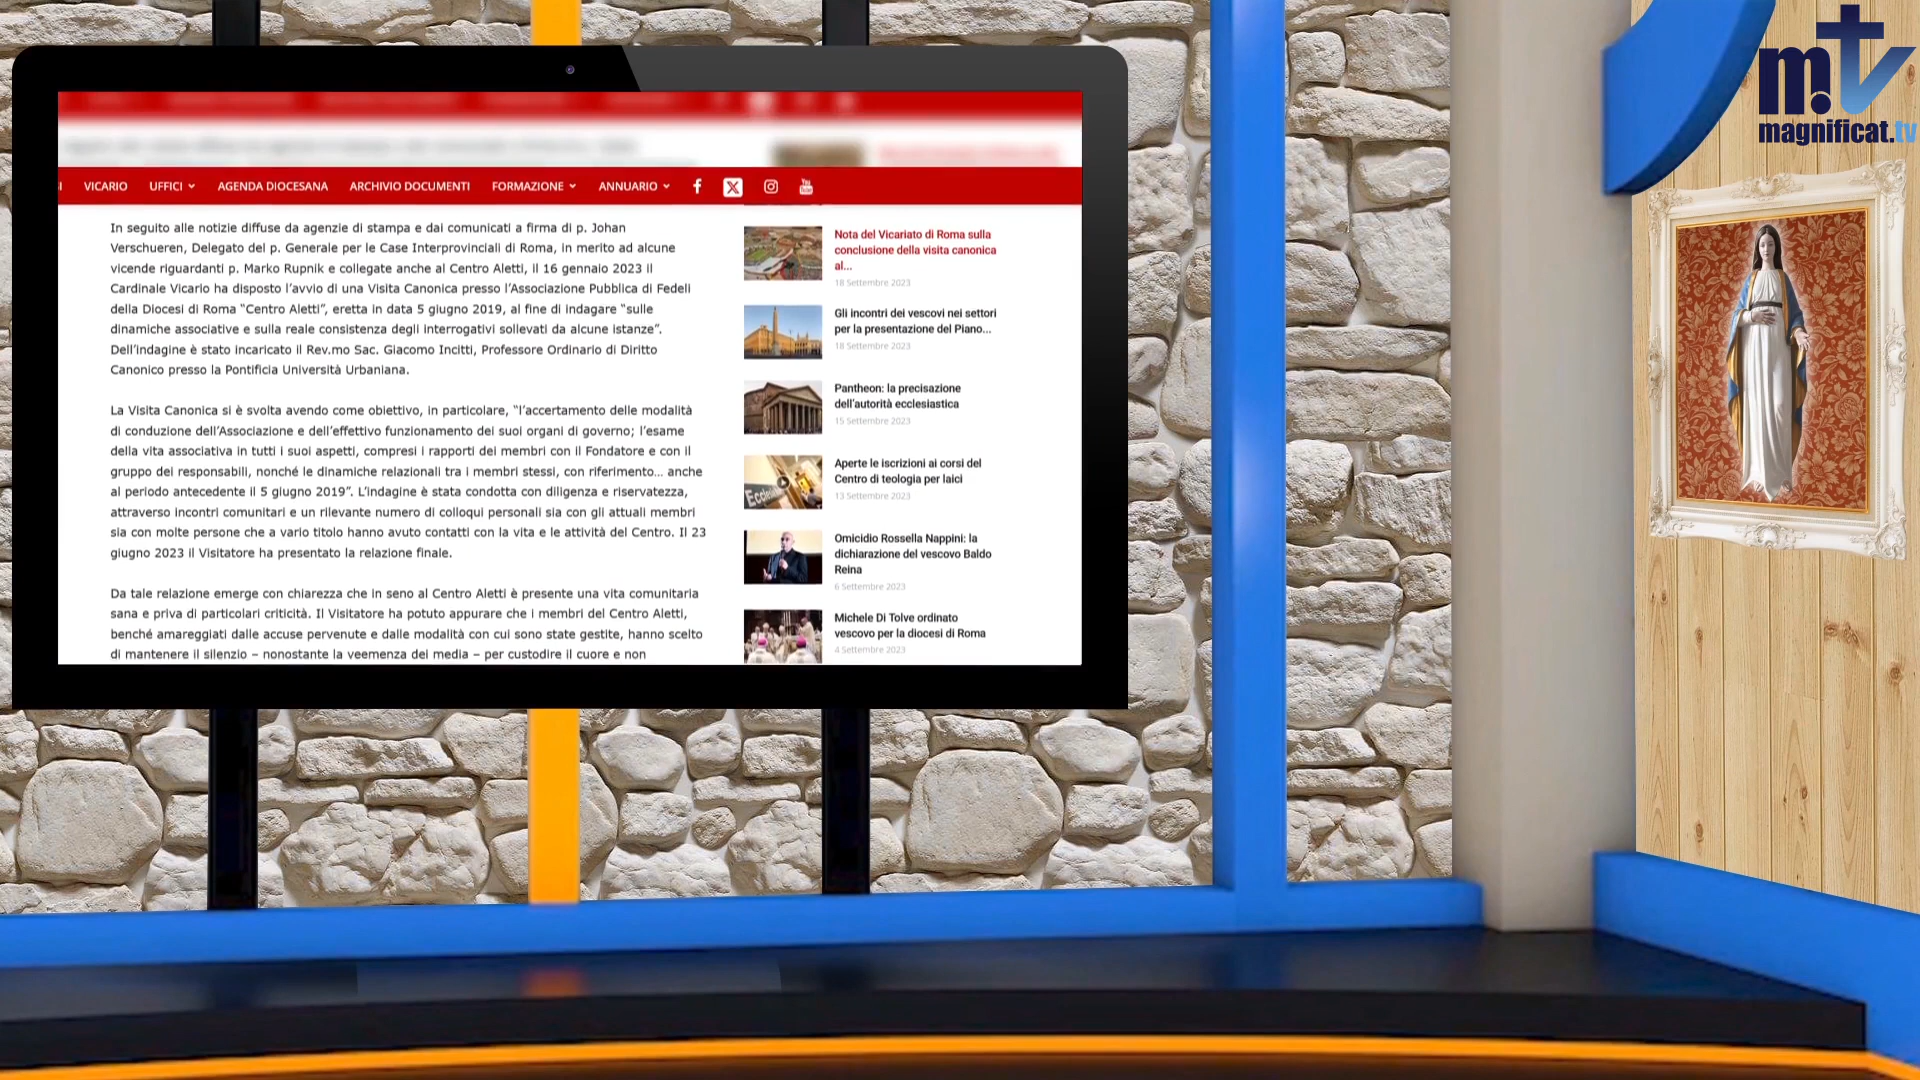 VICARIO UFFICI AGENDA DIOCESANA ARCHIVIO DOCUMENTI FORMAZIONE ANNUARIO
In seguito alle notizie diffuse da agenzie di stampa e dai comunicati a firma di p. Johan
Verschueren, Delegato del p. Generale per le Case Interprovinciali di Roma, in merito ad alcune
vicende riguardanti p. Marko Rupnik e collegate anche al Centro Aletti, il 16 gennaio 2023 il
Cardinale Vicario ha disposto l’avvio di una Visita Canonica presso l’Associazione Pubblica di Fedeli
della Diocesi di Roma “Centro Aletti”, eretta in data 5 giugno 2019, al fine di indagare “sulle
dinamiche associative e sulla reale consistenza degli interrogativi sollevati da alcune istanze”.
Dell’indagine è stato incaricato il Rev.mo Sac. Giacomo Incitti, Professore Ordinario di Diritto
Canonico presso la Pontificia Università Urbaniana.
La Visita Canonica si è svolta avendo come obiettivo, in particolare, “l’accertamento delle modalità
di conduzione dell’Associazione e dell’effettivo funzionamento dei suoi organi di governo; l’esame
della vita associativa in tutti i suoi aspetti, compresi i rapporti dei membri con il Fondatore e con il
gruppo dei responsabili, nonché le dinamiche relazionali tra i membri stessi, con riferimento… anche
al periodo antecedente il 5 giugno 2019”. L’indagine è stata condotta con diligenza e riservatezza,
attraverso incontri comunitari e un rilevante numero di colloqui personali sia con gli attuali membri
sia con molte persone che a vario titolo hanno avuto contatti con la vita e le attività del Centro. Il 23
giugno 2023 il Visitatore ha presentato la relazione finale.
Da tale relazione emerge con chiarezza che in seno al Centro Aletti è presente una vita comunitaria
sana e priva di particolari criticità. Il Visitatore ha potuto appurare che i membri del Centro Aletti,
benché amareggiati dalle accuse pervenute e dalle modalità con cui sono state gestite, hanno scelto
di mantenere il silenzio – nonostante la veemenza dei media – per custodire il cuore e non
Nota del Vicariato di Roma sulla
conclusione della visita canonica
al...
18 Settembre 2023
Gli incontri dei vescovi nei settori
per la presentazione del Piano...
18 Settembre 2023
Pantheon: la precisazione
dell’autorità ecclesiastica
15 Settembre 2023
Aperte le iscrizioni ai corsi del
Centro di teologia per laici
13 Settembre 2023
Omicidio Rossella Nappini: la
dichiarazione del vescovo Baldo
Reina
6 Settembre 2023
Michele Di Tolve ordinato
vescovo per la diocesi di Roma
4 Settembre 2023
mtv
magnificat.tv